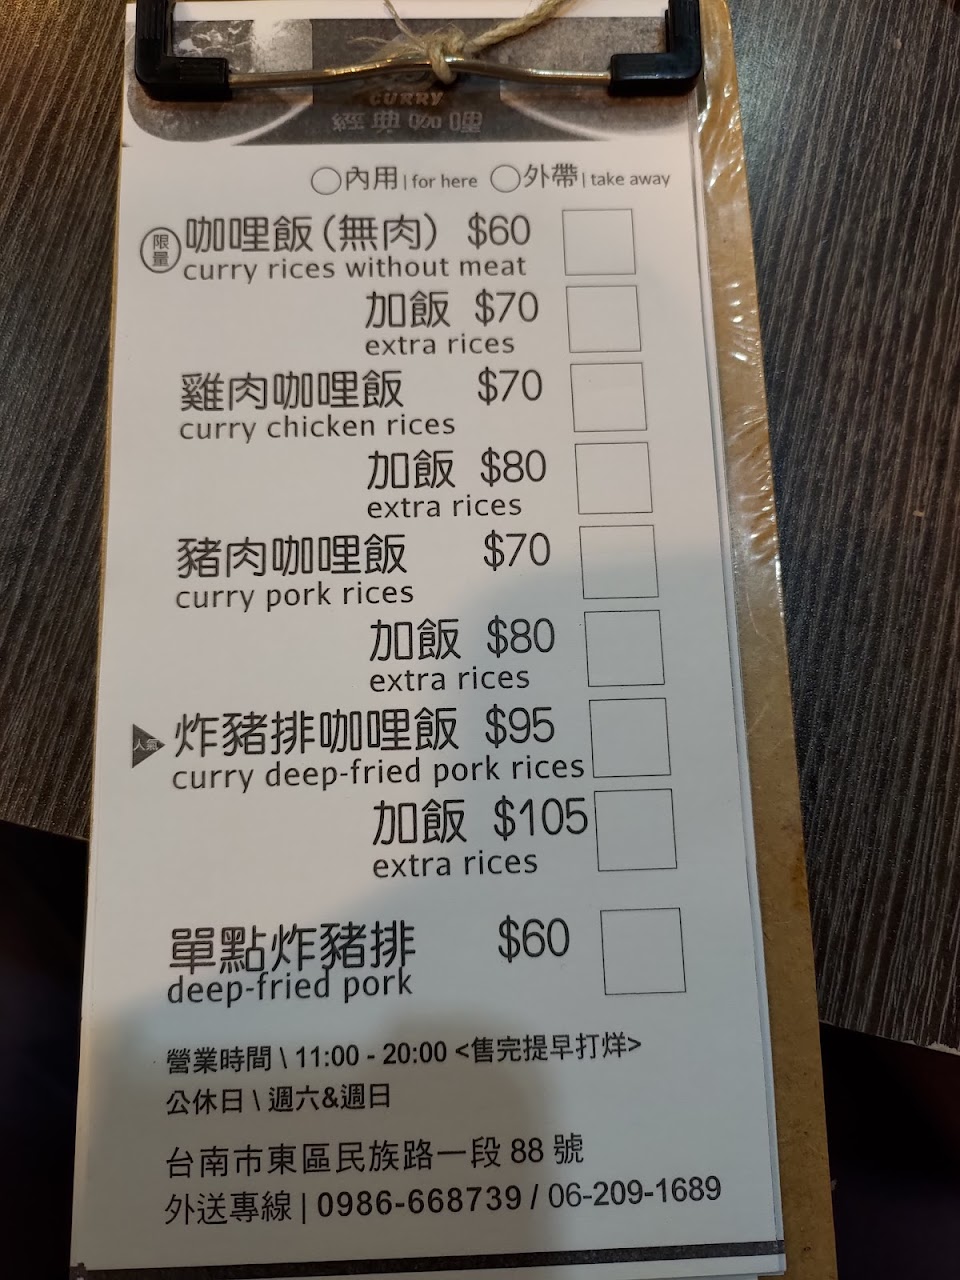 CURRY
經典咖哩
內用 | for here 外帶 | take away
限量 咖哩飯(無肉) $60
curry rices without meat
加飯 $70
extra rices
雞肉咖哩飯 $70
curry chicken rices
加飯 $80
extra rices
豬肉咖哩飯 $70
curry pork rices
加飯 $80
extra rices
人氣 炸豬排咖哩飯 $95
curry deep-fried pork rices
加飯 $105
extra rices
單點炸豬排 $60
deep-fried pork
營業時間 \ 11:00 - 20:00 <售完提早打烊>
公休日 \ 週六&週日
台南市東區民族路一段 88 號
外送專線 | 0986-668739 / 06-209-1689